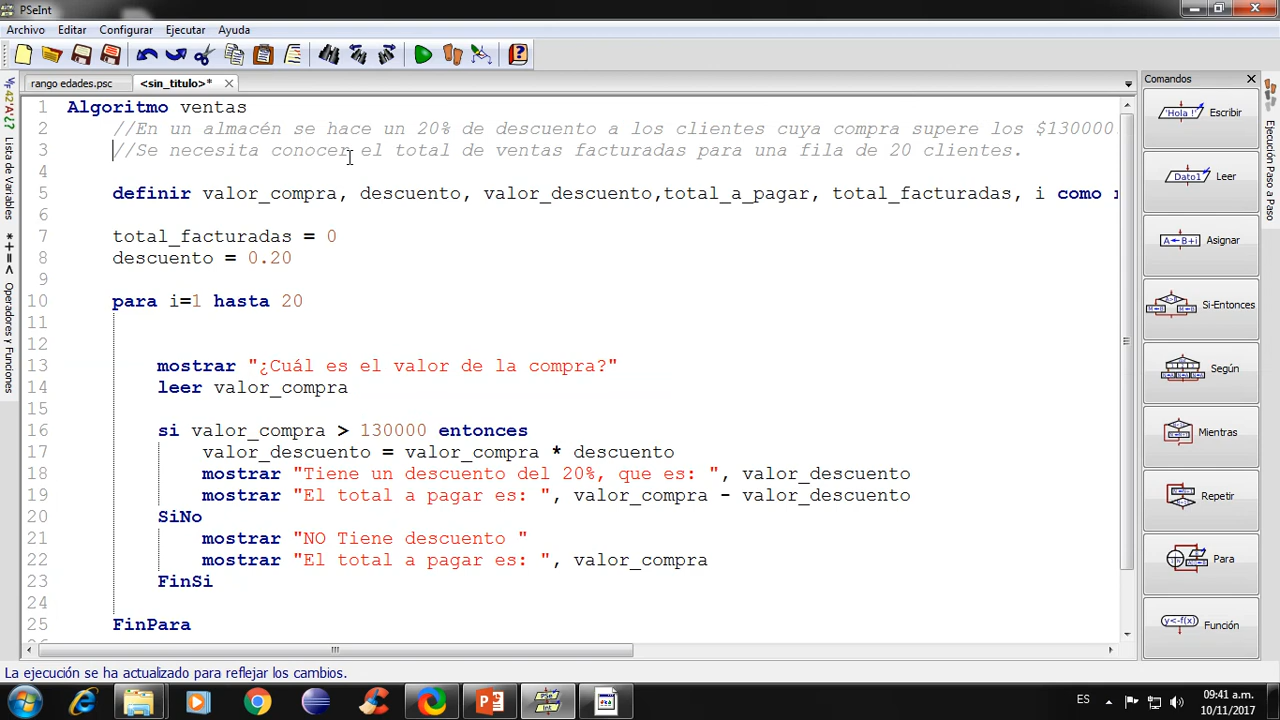 PSeInt
Archivo Editar Configurar Ejecutar Ayuda
rango edades.psc <sin_titulo>*
Comandos
1 Algoritmo ventas
2 //En un almacén se hace un 20% de descuento a los clientes cuya compra supere los $130000
3 //Se necesita conocer el total de ventas facturadas para una fila de 20 clientes.
4
5 definir valor_compra, descuento, valor_descuento,total_a_pagar, total_facturadas, i como
6
7 total_facturadas = 0
8 descuento = 0.20
9
10 para i=1 hasta 20
11
12
13 mostrar "¿Cuál es el valor de la compra?"
14 leer valor_compra
15
16 si valor_compra > 130000 entonces
17 valor_descuento = valor_compra * descuento
18 mostrar "Tiene un descuento del 20%, que es: ", valor_descuento
19 mostrar "El total a pagar es: ", valor_compra - valor_descuento
20 SiNo
21 mostrar "NO Tiene descuento "
22 mostrar "El total a pagar es: ", valor_compra
23 FinSi
24
25 FinPara
Lista de Variables
Operadores y Funciones
'Hola !' Escribir
Dato1 Leer
A←B+i Asignar
Si-Entonces
Según
Mientras
Repetir
Para
y←f(x) Función
Ejecución Paso a Paso
La ejecución se ha actualizado para reflejar los cambios.
ES
09:41 a.m.
10/11/2017